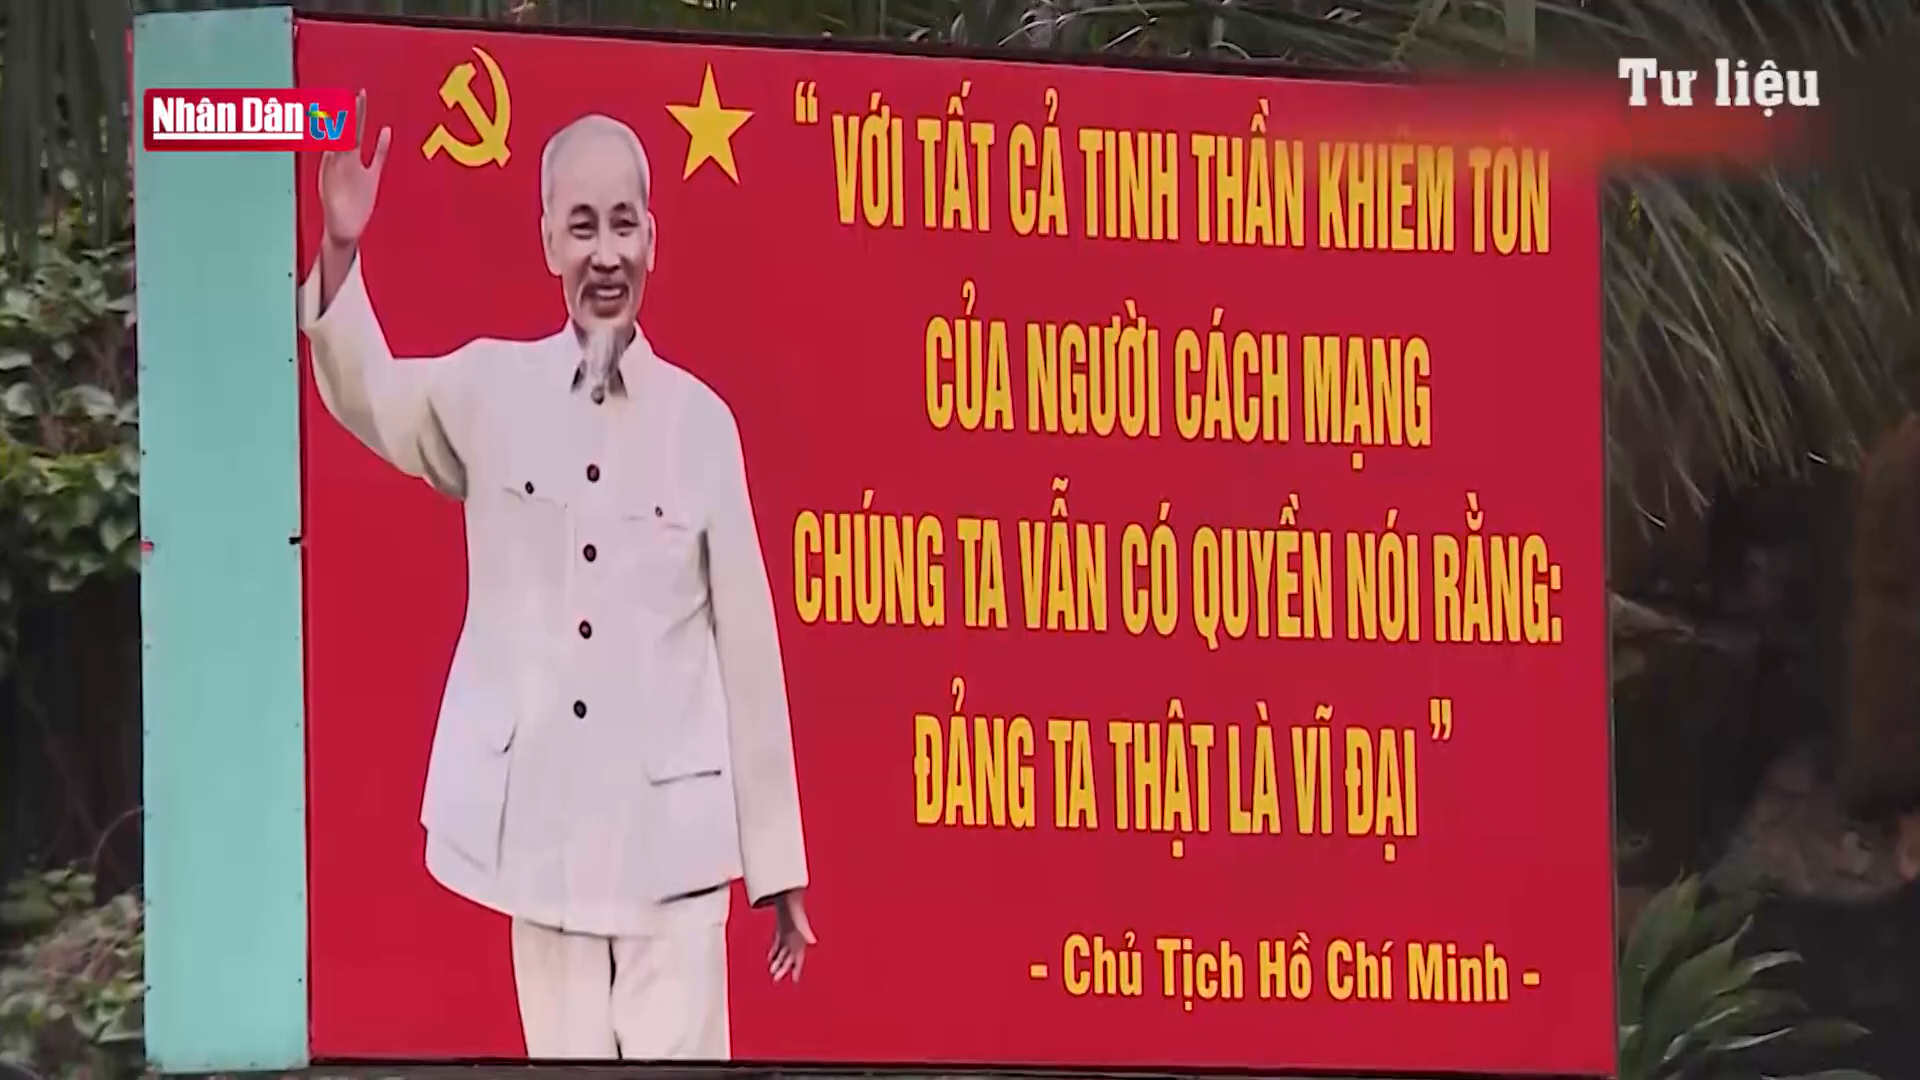 Nhân Dân tv
Tư liệu
“ VỚI TẤT CẢ TINH THẦN KHIÊM TỐN
CỦA NGƯỜI CÁCH MẠNG
CHÚNG TA VẪN CÓ QUYỀN NÓI RẰNG:
ĐẢNG TA THẬT LÀ VĨ ĐẠI ”
- Chủ Tịch Hồ Chí Minh -